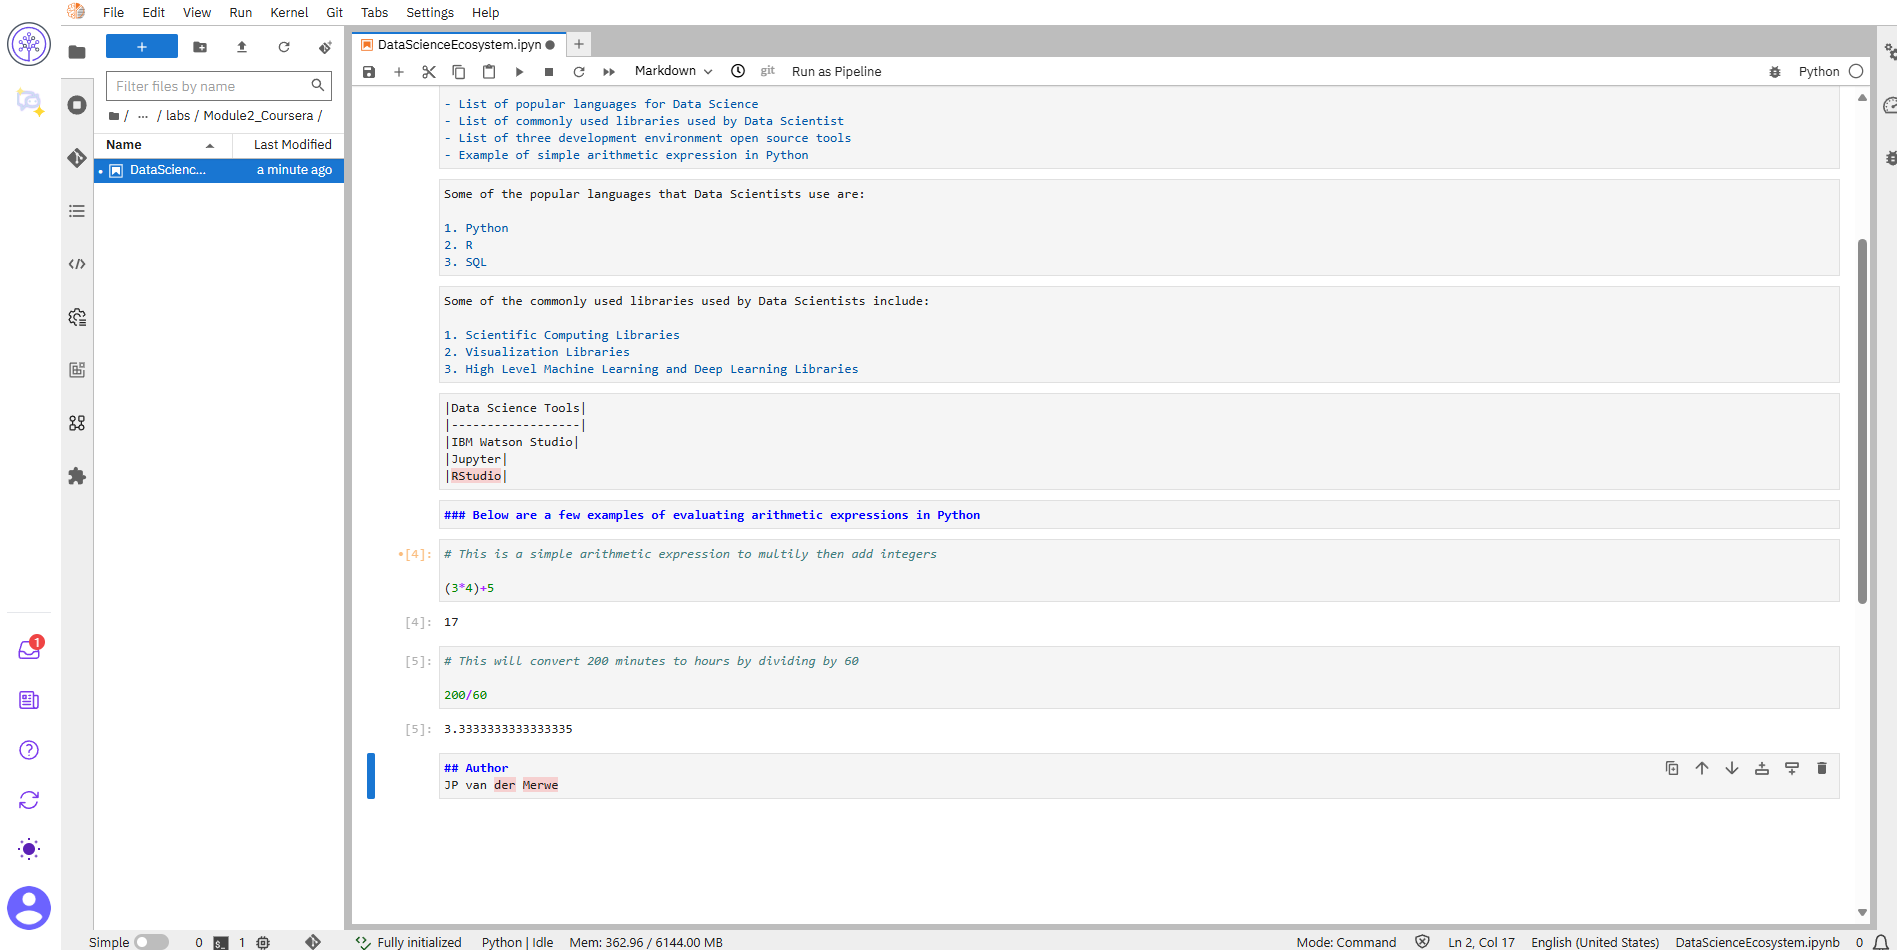 File Edit View Run Kernel Git Tabs Settings Help
DataScienceEcosystem.ipyn
Filter files by name
Markdown
git
Run as Pipeline
Python
/ ... / labs / Module2_Coursera /
Name Last Modified
DataScienc... a minute ago
- List of popular languages for Data Science
- List of commonly used libraries used by Data Scientist
- List of three development environment open source tools
- Example of simple arithmetic expression in Python
Some of the popular languages that Data Scientists use are:
1. Python
2. R
3. SQL
Some of the commonly used libraries used by Data Scientists include:
1. Scientific Computing Libraries
2. Visualization Libraries
3. High Level Machine Learning and Deep Learning Libraries
|Data Science Tools|
|------------------|
|IBM Watson Studio|
|Jupyter|
|RStudio|
### Below are a few examples of evaluating arithmetic expressions in Python
[4]: # This is a simple arithmetic expression to multily then add integers
(3*4)+5
[4]: 17
[5]: # This will convert 200 minutes to hours by dividing by 60
200/60
[5]: 3.3333333333333335
## Author
JP van der Merwe
1
Simple 0 $_ 1 Fully initialized Python | Idle Mem: 362.96 / 6144.00 MB Mode: Command Ln 2, Col 17 English (United States) DataScienceEcosystem.ipynb 0